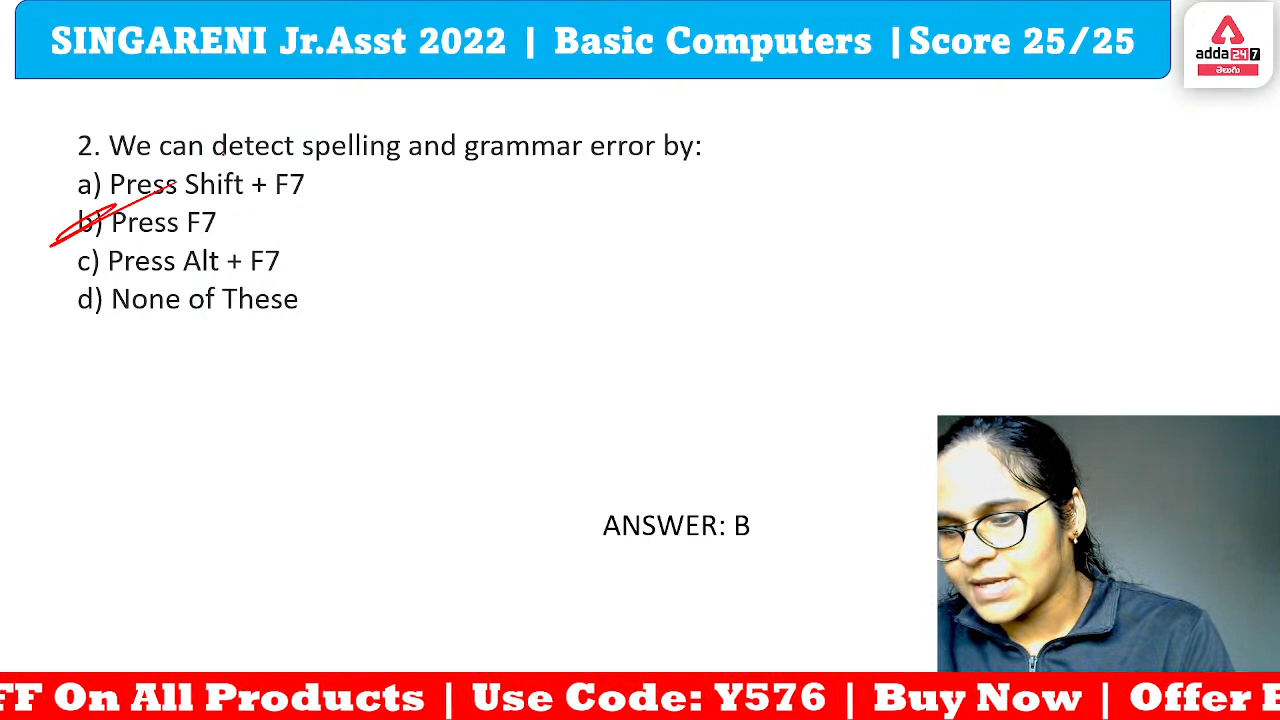 SINGARENI Jr.Asst 2022 | Basic Computers |Score 25/25
adda 24 7
తెలుగు
2. We can detect spelling and grammar error by:
a) Press Shift + F7
b) Press F7
c) Press Alt + F7
d) None of These
ANSWER: B
FF On All Products | Use Code: Y576 | Buy Now | Offer